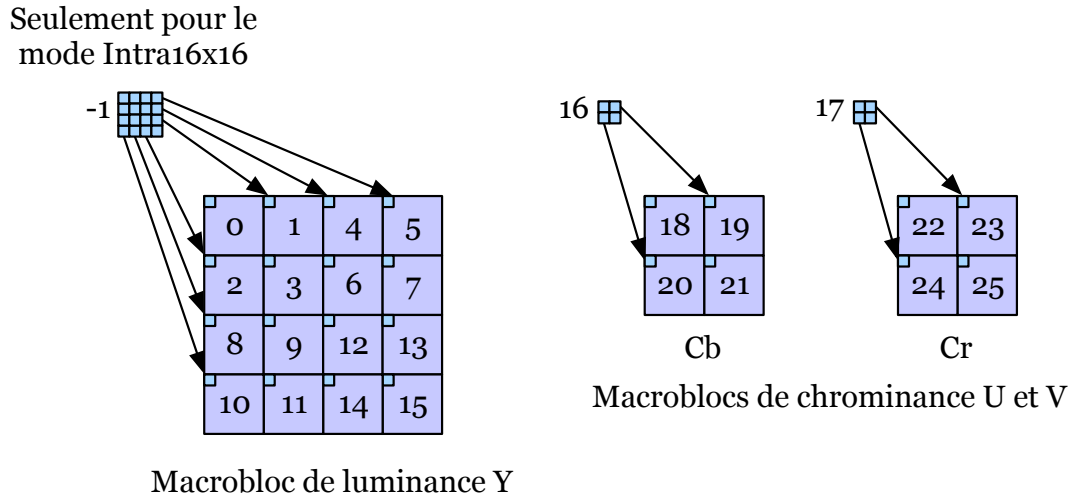 Seulement pour le
mode Intra16x16
-1
16
17
0 1 4 5
2 3 6 7
8 9 12 13
10 11 14 15
18 19
20 21
22 23
24 25
Cb
Cr
Macroblocs de chrominance U et V
Macrobloc de luminance Y